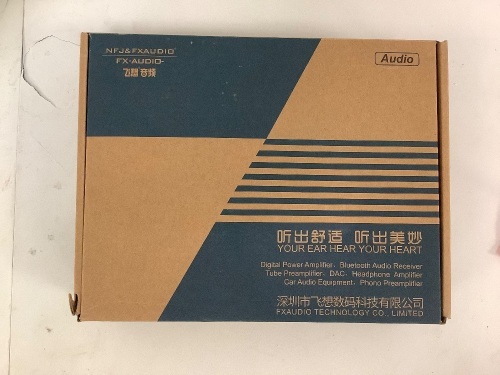 NFJ&FXAUDIO®
FX-AUDIO-
飞想 音频
Audio
听出舒适 听出美妙
YOUR EAR HEAR YOUR HEART
Digital Power Amplifier、Bluetooth Audio Receiver
Tube Preamplifier、DAC、Headphone Amplifier
Car Audio Equipment、Phono Preamplifier
深圳市飞想数码科技有限公司
FXAUDIO TECHNOLOGY CO., LIMITED